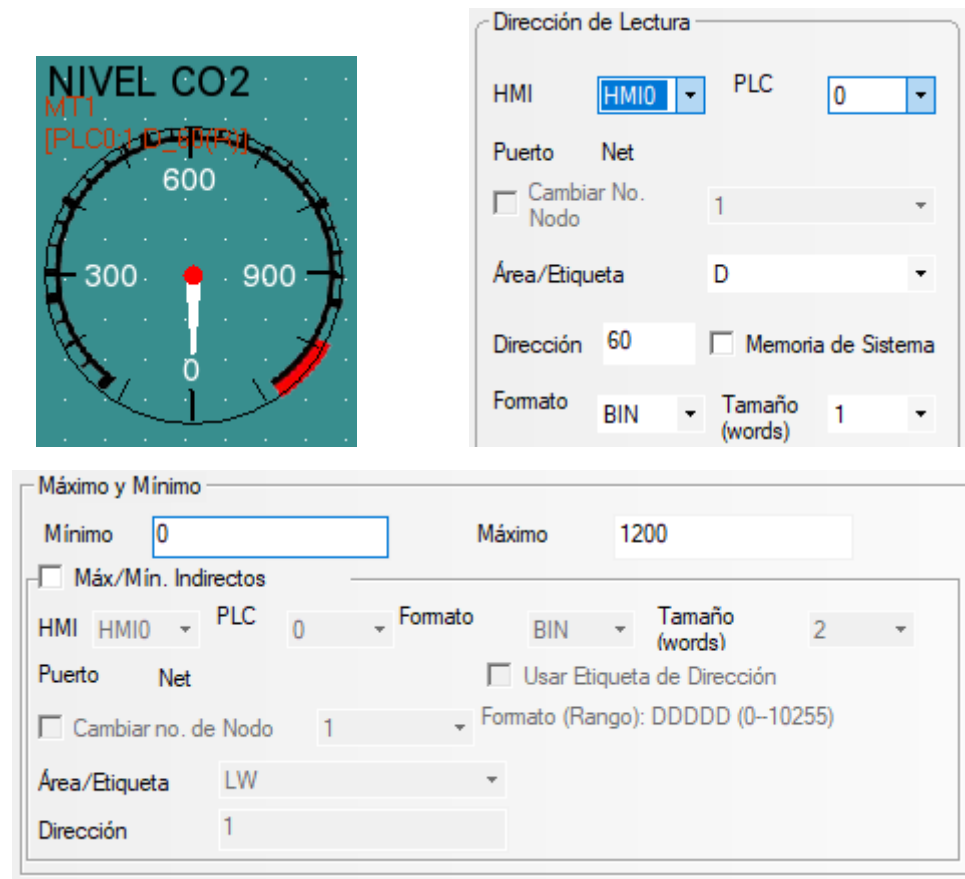 NIVEL CO2
MT1
[PLC0:1 D_60(R)]
600
300
900
0
Dirección de Lectura
HMI HMI0 PLC 0
Puerto Net
Cambiar No. Nodo 1
Área/Etiqueta D
Dirección 60 Memoria de Sistema
Formato BIN Tamaño (words) 1
Máximo y Mínimo
Mínimo 0 Máximo 1200
Máx/Mín. Indirectos
HMI HMI0 PLC 0 Formato BIN Tamaño (words) 2
Puerto Net Usar Etiqueta de Dirección
Cambiar no. de Nodo 1 Formato (Rango): DDDDD (0--10255)
Área/Etiqueta LW
Dirección 1